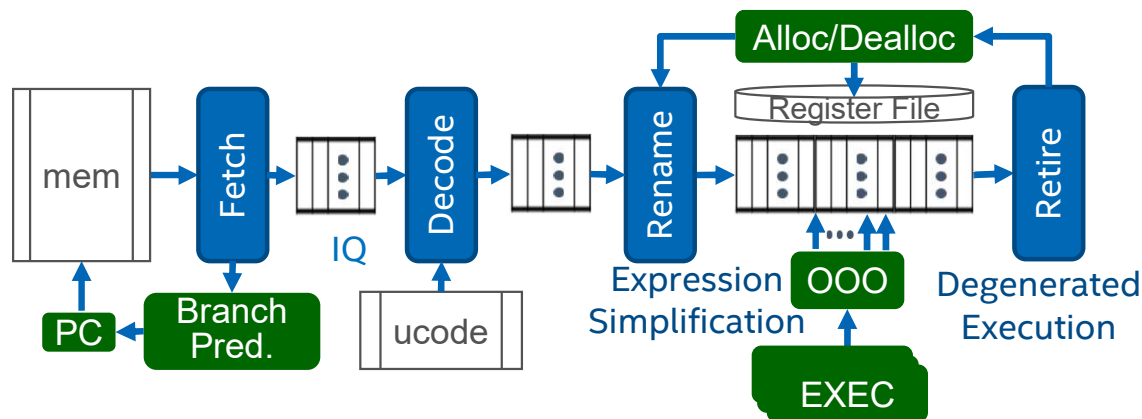 Alloc/Dealloc
Register File
mem
Fetch
IQ
Decode
Rename
Retire
Expression
Simplification
OOO
Degenerated
Execution
PC
Branch
Pred.
ucode
EXEC